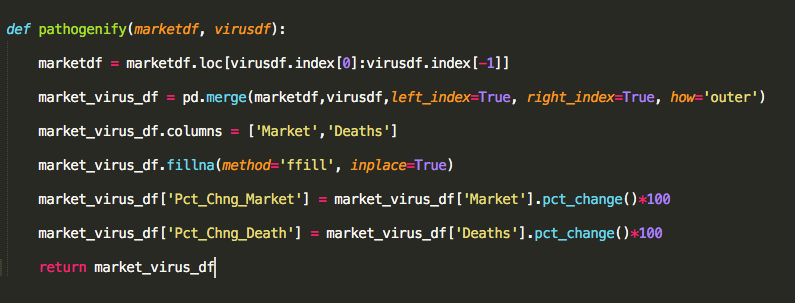 def pathogenify(marketdf, virusdf):
    marketdf = marketdf.loc[virusdf.index[0]:virusdf.index[-1]]
    market_virus_df = pd.merge(marketdf,virusdf,left_index=True, right_index=True, how='outer')
    market_virus_df.columns = ['Market','Deaths']
    market_virus_df.fillna(method='ffill', inplace=True)
    market_virus_df['Pct_Chng_Market'] = market_virus_df['Market'].pct_change()*100
    market_virus_df['Pct_Chng_Death'] = market_virus_df['Deaths'].pct_change()*100
    return market_virus_df